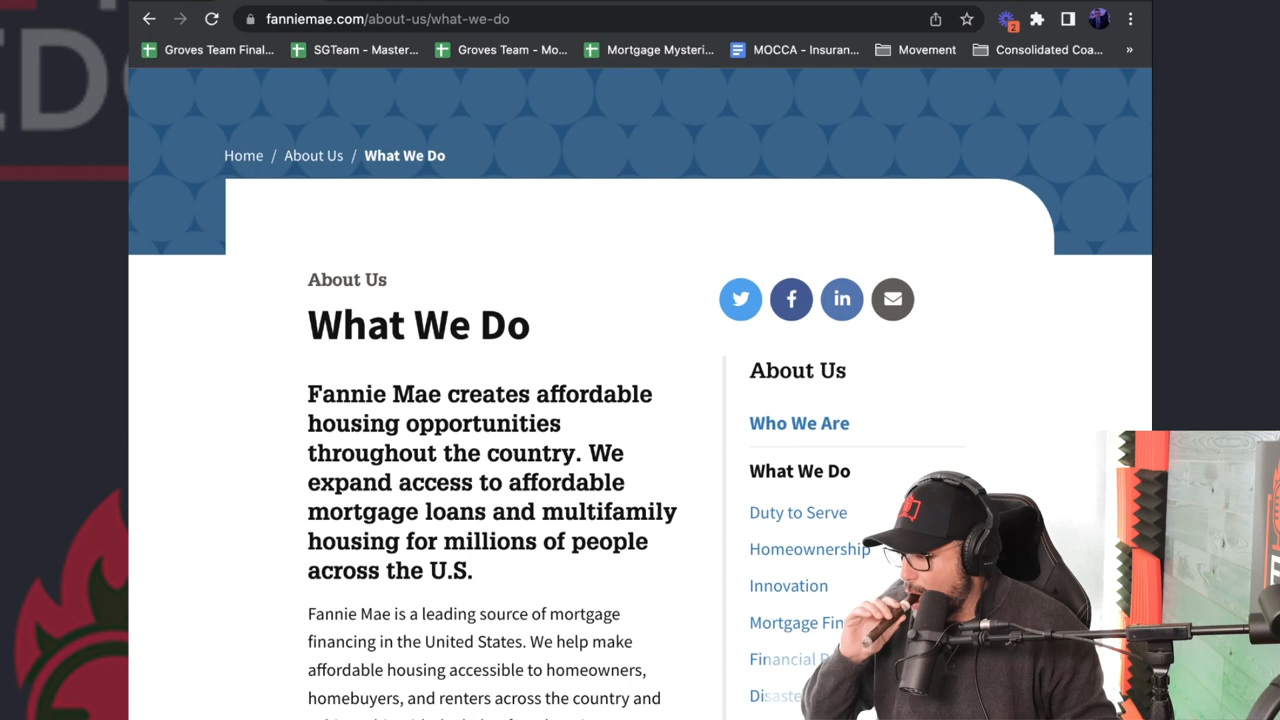 fanniemae.com/about-us/what-we-do
2
Groves Team Final... SGTeam - Master... Groves Team - Mo... Mortgage Mysteri... MOCCA - Insuran... Movement Consolidated Coa... »
Home / About Us / What We Do
About Us
What We Do
Fannie Mae creates affordable
housing opportunities
throughout the country. We
expand access to affordable
mortgage loans and multifamily
housing for millions of people
across the U.S.
Fannie Mae is a leading source of mortgage
financing in the United States. We help make
affordable housing accessible to homeowners,
homebuyers, and renters across the country and
About Us
Who We Are
What We Do
Duty to Serve
Homeownership
Innovation
Mortgage Fin
Financial
Disaste